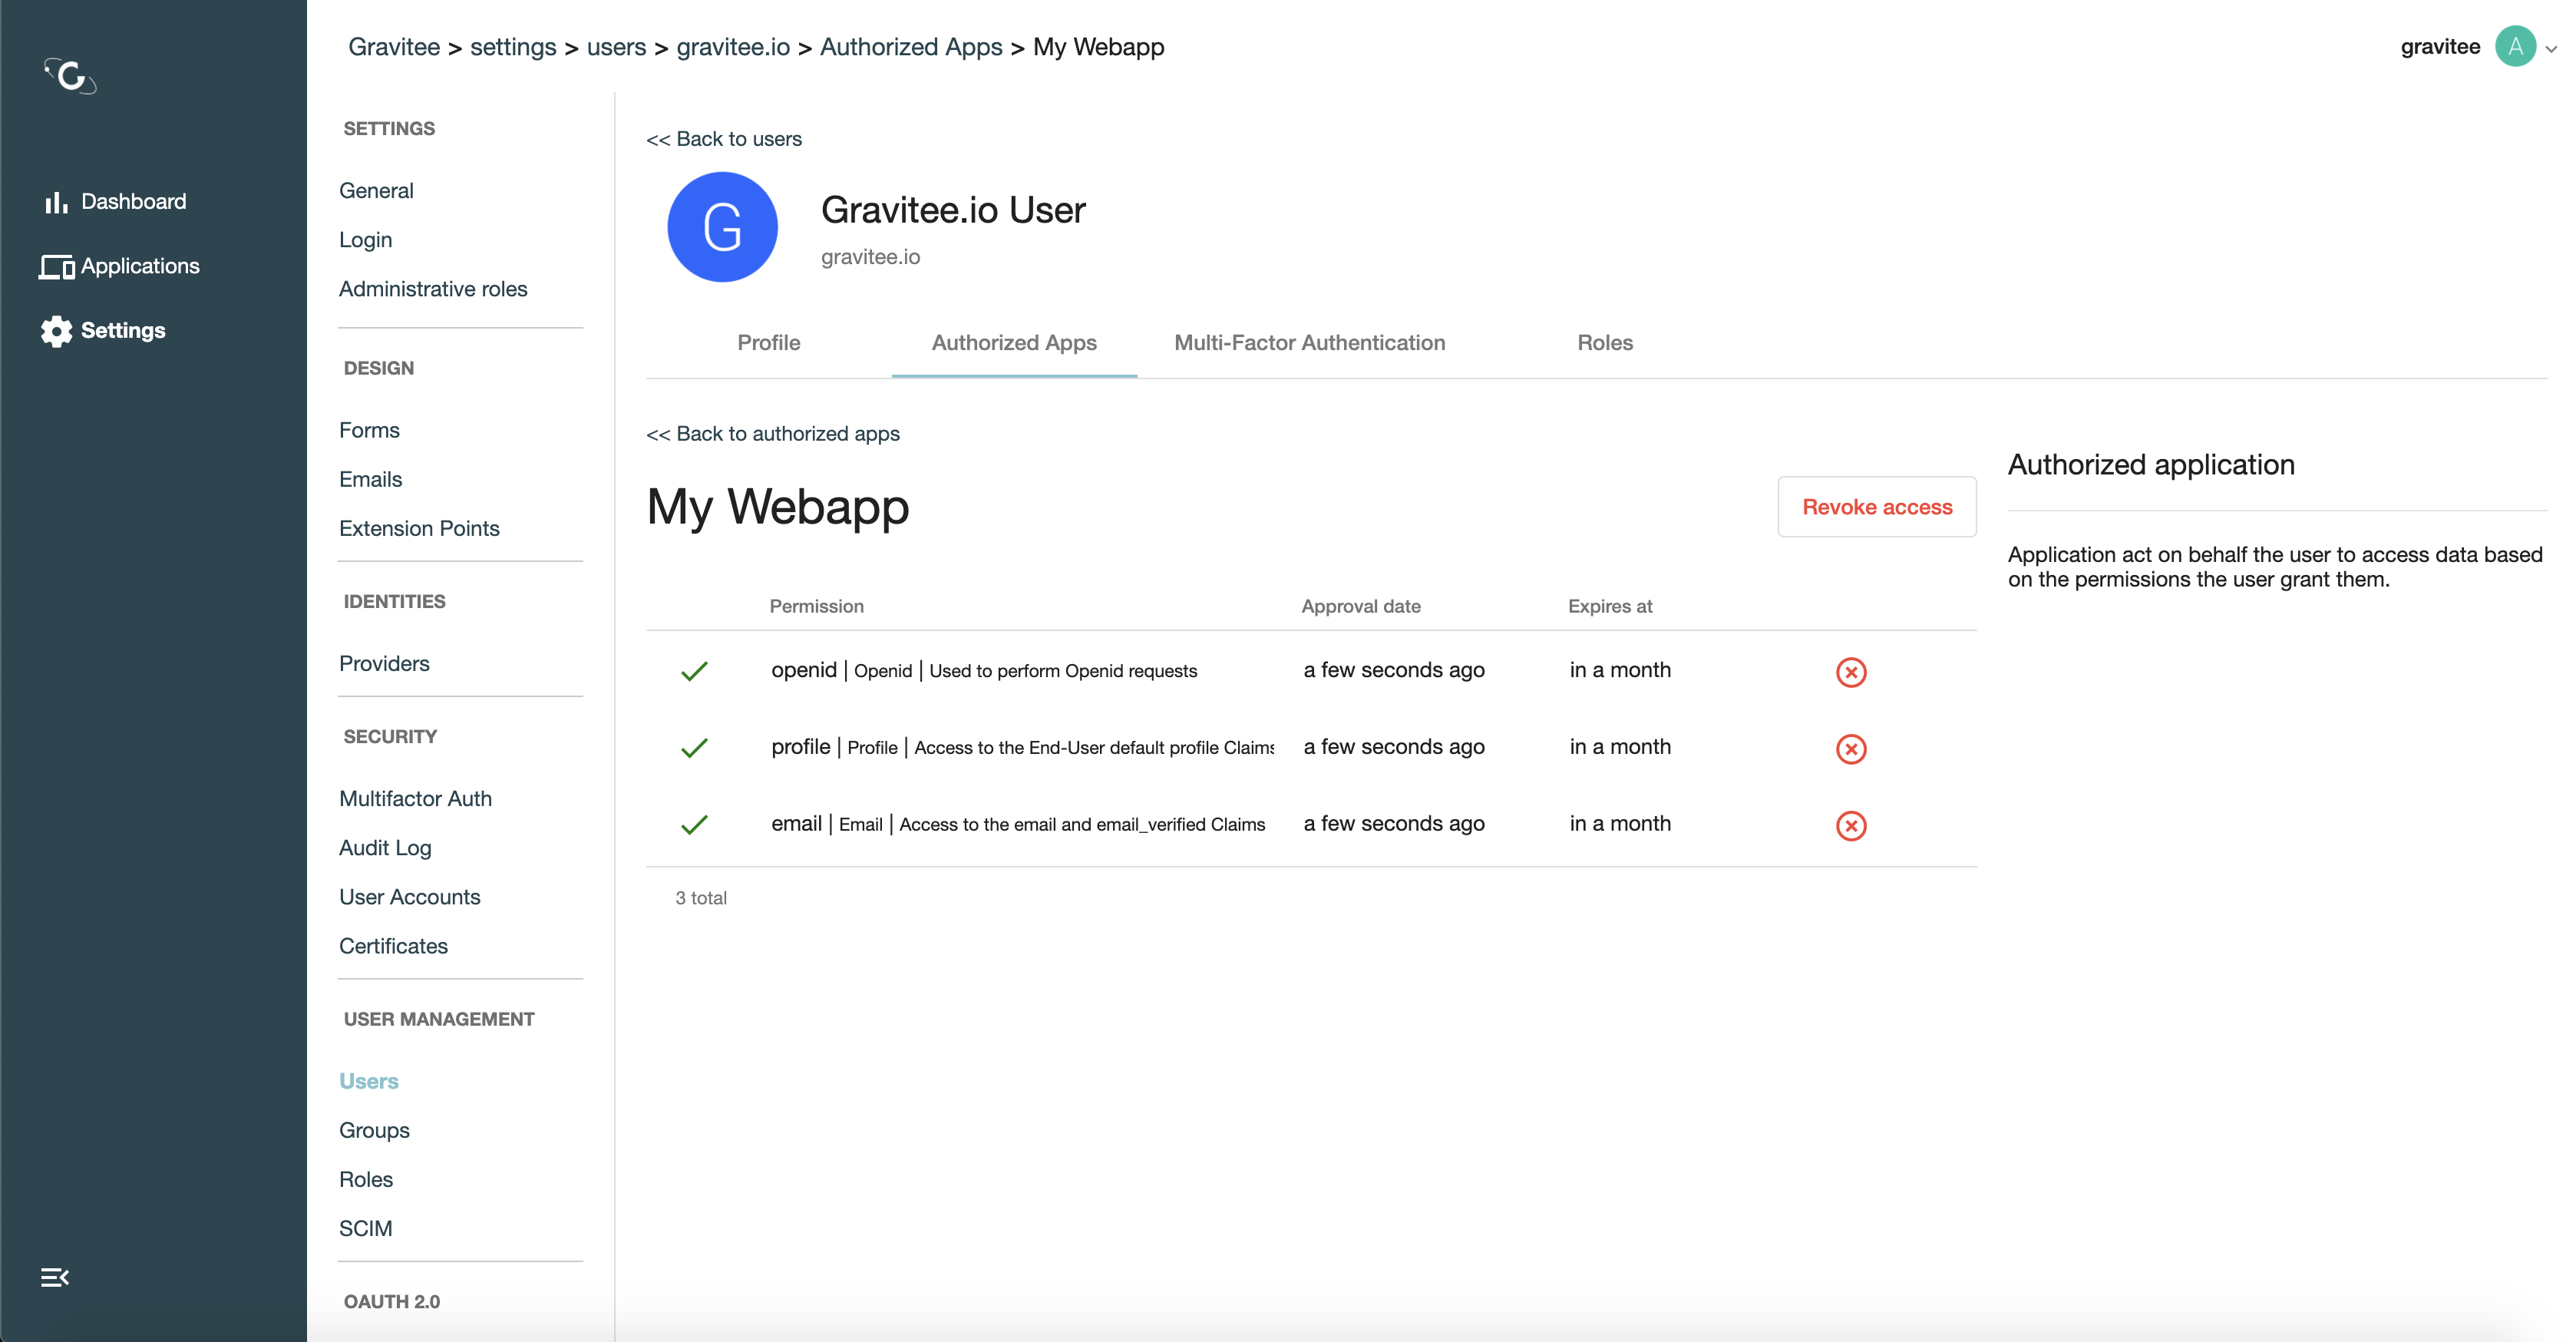 Gravitee > settings > users > gravitee.io > Authorized Apps > My Webapp
gravitee A
Dashboard
Applications
Settings
SETTINGS
General
Login
Administrative roles
DESIGN
Forms
Emails
Extension Points
IDENTITIES
Providers
SECURITY
Multifactor Auth
Audit Log
User Accounts
Certificates
USER MANAGEMENT
Users
Groups
Roles
SCIM
OAUTH 2.0
<< Back to users
G
Gravitee.io User
gravitee.io
Profile Authorized Apps Multi-Factor Authentication Roles
<< Back to authorized apps
My Webapp
Revoke access
Permission Approval date Expires at
openid | Openid | Used to perform Openid requests a few seconds ago in a month
profile | Profile | Access to the End-User default profile Claims a few seconds ago in a month
email | Email | Access to the email and email_verified Claims a few seconds ago in a month
3 total
Authorized application
Application act on behalf the user to access data based
on the permissions the user grant them.